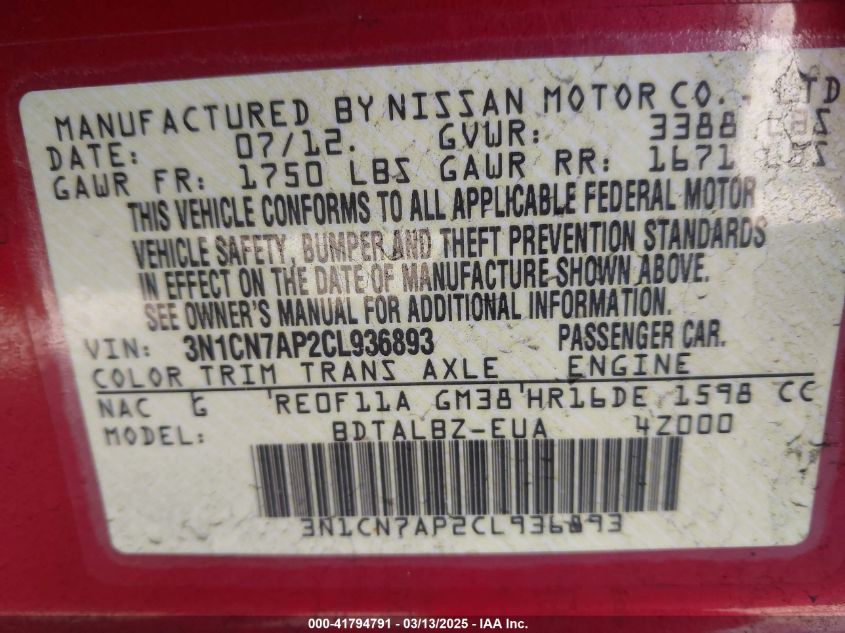 MANUFACTURED BY NISSAN MOTOR CO., LTD
DATE: 07/12. GVWR: 3388 LBS
GAWR FR: 1750 LBS GAWR RR: 1671 LBS
THIS VEHICLE CONFORMS TO ALL APPLICABLE FEDERAL MOTOR
VEHICLE SAFETY, BUMPER AND THEFT PREVENTION STANDARDS
IN EFFECT ON THE DATE OF MANUFACTURE SHOWN ABOVE.
SEE OWNER'S MANUAL FOR ADDITIONAL INFORMATION.
VIN: 3N1CN7AP2CL936893 PASSENGER CAR.
COLOR TRIM TRANS AXLE ENGINE
NAC G RE0F11A GM38 HR16DE 1598 CC
MODEL: BDTALBZ-EUA 4Z000
3N1CN7AP2CL936893
000-41794791 - 03/13/2025 - IAA Inc.